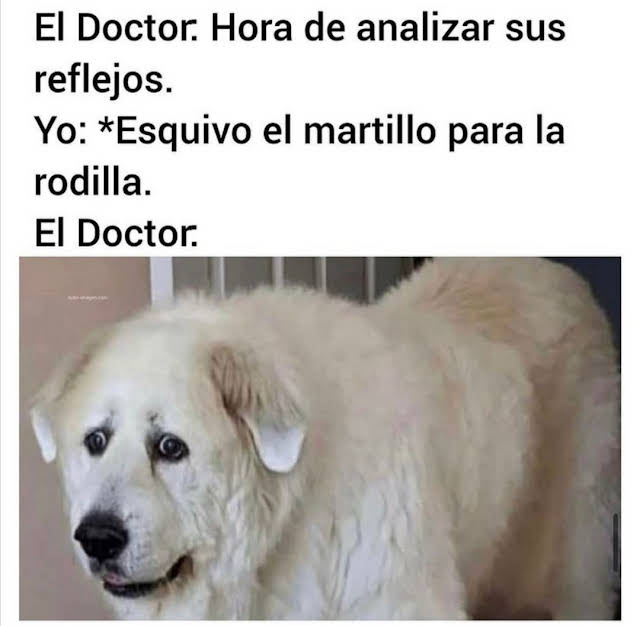 El Doctor: Hora de analizar sus
reflejos.
Yo: *Esquivo el martillo para la
rodilla.
El Doctor: